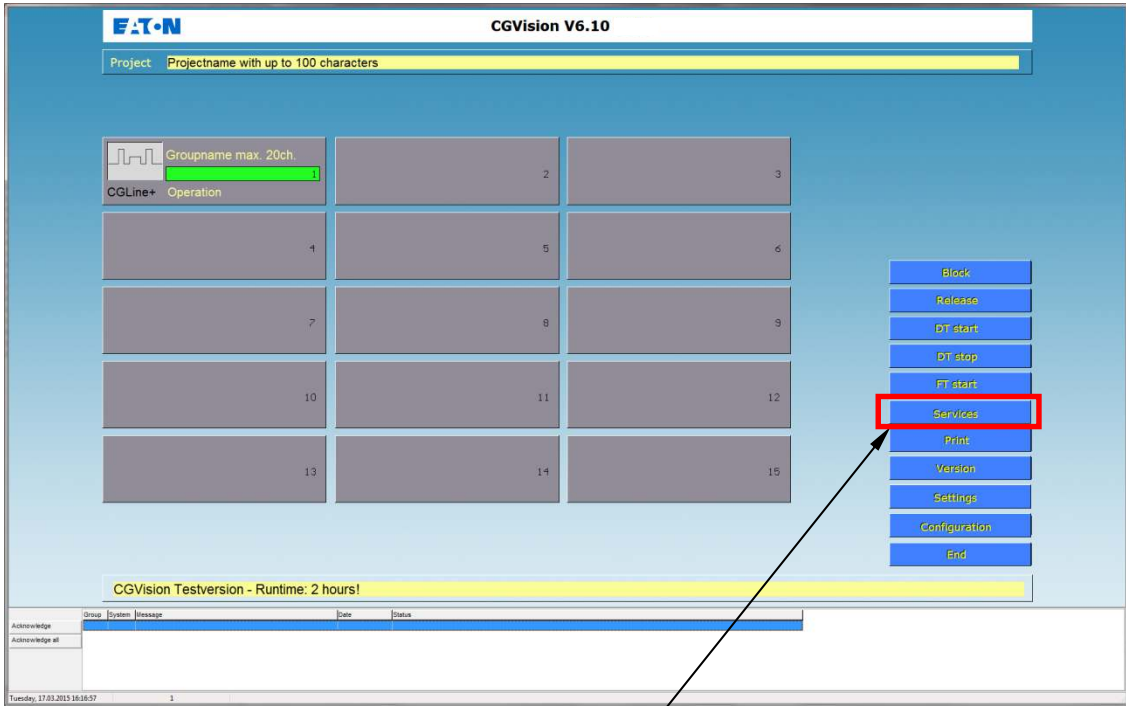 EATON
CGVision V6.10
Project Projectname with up to 100 characters
Groupname max. 20ch.
1
CGLine+ Operation
2
3
4
5
6
7
8
9
10
11
12
13
14
15
Block
Release
DT start
DT stop
FT start
Services
Print
Version
Settings
Configuration
End
CGVision Testversion - Runtime: 2 hours!
Group System Message Date Status
Acknowledge
Acknowledge all
Tuesday, 17.03.2015 16:16:57 1